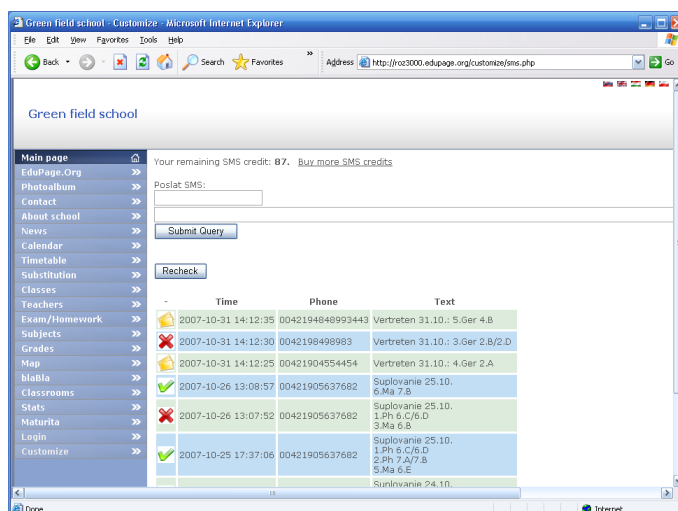 Green field school - Customize - Microsoft Internet Explorer
File Edit View Favorites Tools Help
Back Search Favorites » Address http://roz3000.edupage.org/customize/sms.php Go
Green field school
Main page
EduPage.Org
Photoalbum
Contact
About school
News
Calendar
Timetable
Substitution
Classes
Teachers
Exam/Homework
Subjects
Grades
Map
blaBla
Classrooms
Stats
Maturita
Login
Customize
Your remaining SMS credit: 87. Buy more SMS credits
Poslat SMS:
Submit Query
Recheck
- Time Phone Text
2007-10-31 14:12:35 0042194848993443 Vertreten 31.10.: 5.Ger 4.B
2007-10-31 14:12:30 0042198498983 Vertreten 31.10.: 3.Ger 2.B/2.D
2007-10-31 14:12:25 00421904554454 Vertreten 31.10.: 4.Ger 2.A
2007-10-26 13:08:57 00421905637682 Suplovanie 25.10.
6.Ma 7.B
2007-10-26 13:07:52 00421905637682 Suplovanie 25.10.
1.Ph 6.C/6.D
3.Ma 6.B
2007-10-25 17:37:06 00421905637682 Suplovanie 25.10.
1.Ph 6.C/6.D
2.Ph 7.A/7.B
5.Ma 6.E
Suplovanie 24.10.
Done Internet